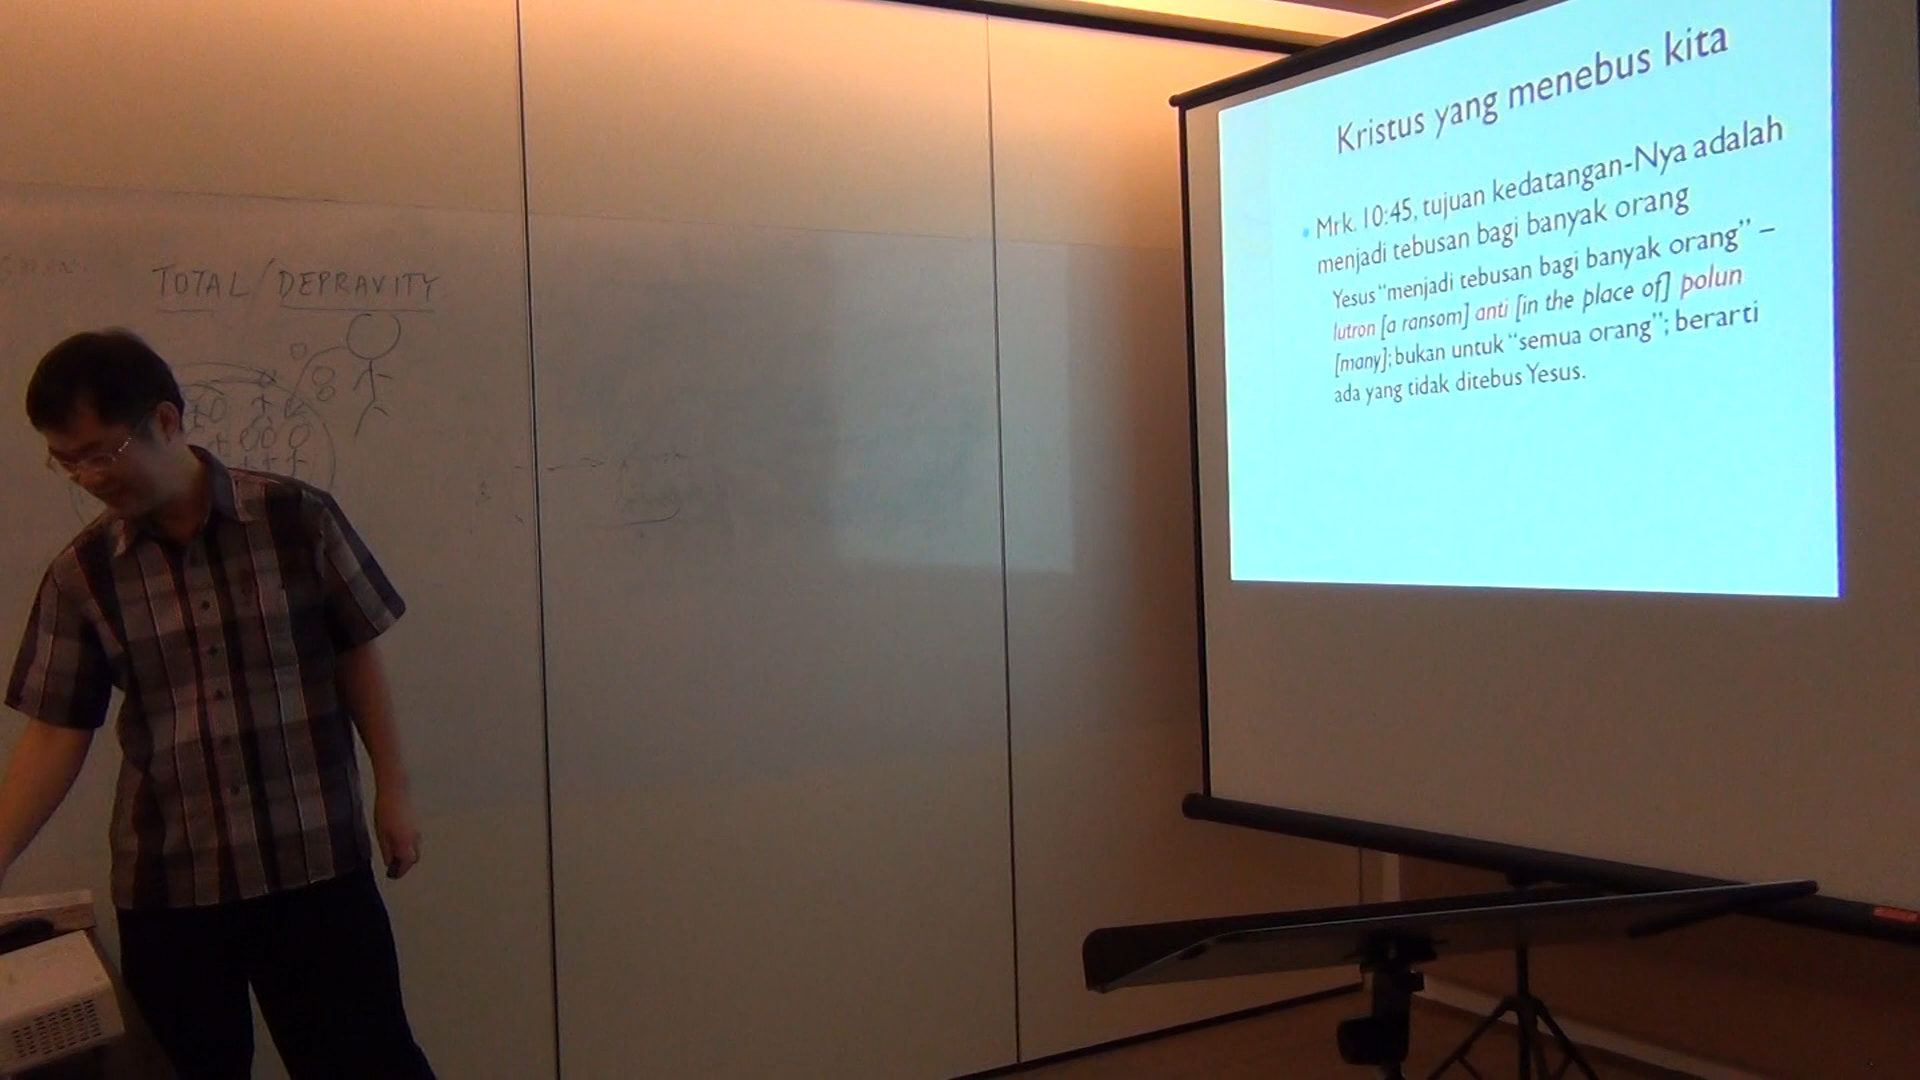 TOTAL / DEPRAVITY
Kristus yang menebus kita
• Mrk. 10:45, tujuan kedatangan-Nya adalah
menjadi tebusan bagi banyak orang
Yesus “menjadi tebusan bagi banyak orang” –
lutron [a ransom] anti [in the place of] polun
[many]; bukan untuk “semua orang”; berarti
ada yang tidak ditebus Yesus.